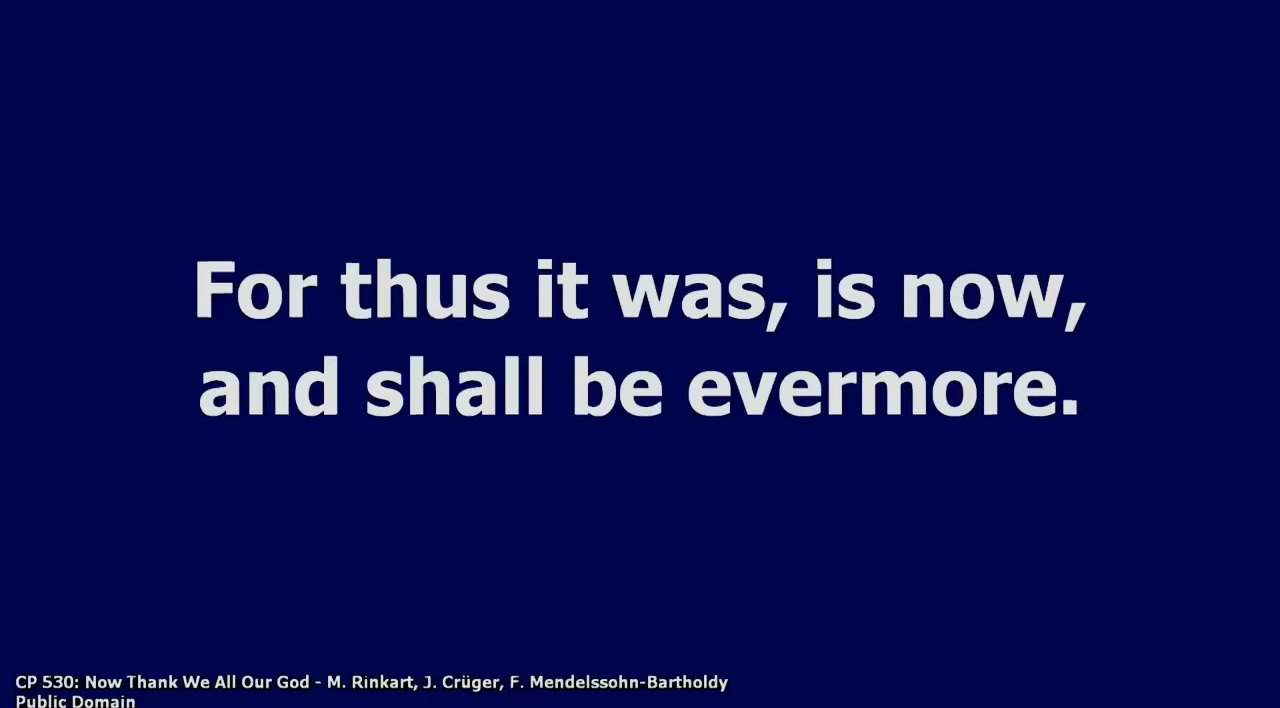 For thus it was, is now,
and shall be evermore.
CP 530: Now Thank We All Our God - M. Rinkart, J. Crüger, F. Mendelssohn-Bartholdy
Public Domain